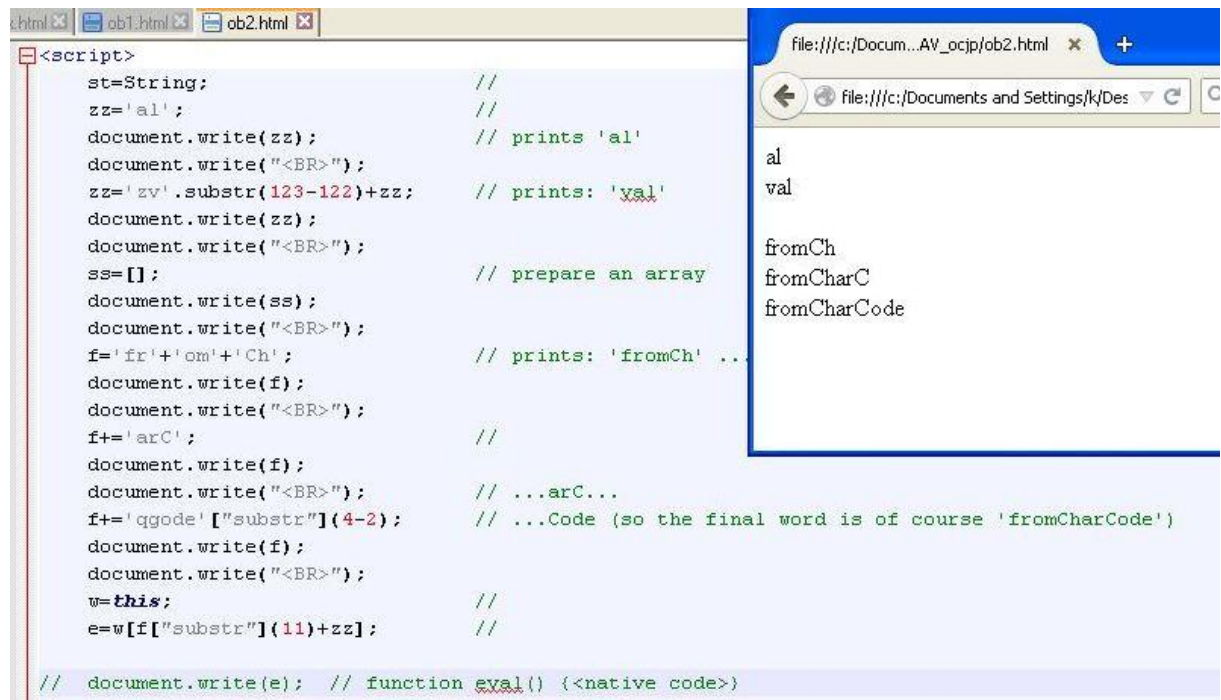 .html ob1.html ob2.html
<script>
st=String; //
zz='al'; //
document.write(zz); // prints 'al'
document.write("<BR>");
zz='zv'.substr(123-122)+zz; // prints: 'val'
document.write(zz);
document.write("<BR>");
ss=[]; // prepare an array
document.write(ss);
document.write("<BR>");
f='fr'+'om'+'Ch'; // prints: 'fromCh' ...
document.write(f);
document.write("<BR>");
f+='arC'; //
document.write(f);
document.write("<BR>"); // ...arC...
f+='qgode'["substr"](4-2); // ...Code (so the final word is of course 'fromCharCode')
document.write(f);
document.write("<BR>");
w=this; //
e=w[f["substr"](11)+zz]; //
// document.write(e); // function eval() {<native code>}
file:///c:/Docum...AV_ocjp/ob2.html
file:///c:/Documents and Settings/k/Des
al
val
fromCh
fromCharC
fromCharCode